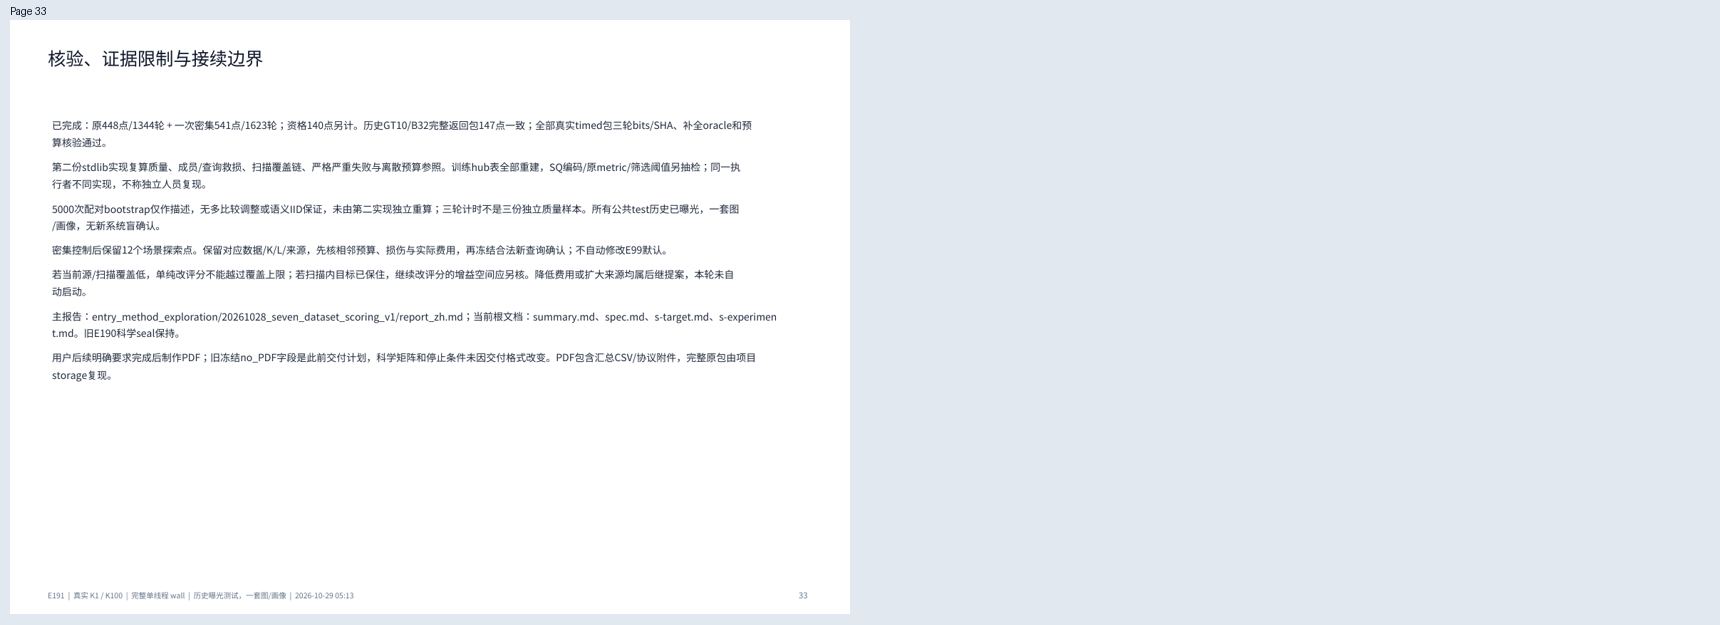 Page 33
核验、证据限制与接续边界
已完成：原448点/1344轮 + 一次密集541点/1623轮；资格140点另计。历史GT10/B32完整返回包147点一致；全部真实timed包三轮bits/SHA、补全oracle和预
算核验通过。
第二份stdlib实现复算质量、成员/查询救损、扫描覆盖链、严格严重失败与离散预算参照。训练hub表全部重建，SQ编码/原metric/筛选阈值另抽检；同一执
行者不同实现，不称独立人员复现。
5000次配对bootstrap仅作描述，无多比较调整或语义IID保证，未由第二实现独立重算；三轮计时不是三份独立质量样本。所有公共test历史已曝光，一套图
/画像，无新系统盲确认。
密集控制后保留12个场景探索点。保留对应数据/K/L/来源，先核相邻预算、损伤与实际费用，再冻结合法新查询确认；不自动修改E99默认。
若当前源/扫描覆盖低，单纯改评分不能越过覆盖上限；若扫描内目标已保住，继续改评分的增益空间应另核。降低费用或扩大来源均属后继提案，本轮未自
动启动。
主报告：entry_method_exploration/20261028_seven_dataset_scoring_v1/report_zh.md；当前根文档：summary.md、spec.md、s-target.md、s-experimen
t.md。旧E190科学seal保持。
用户后续明确要求完成后制作PDF；旧冻结no_PDF字段是此前交付计划，科学矩阵和停止条件未因交付格式改变。PDF包含汇总CSV/协议附件，完整原包由项目
storage复现。
E191 | 真实 K1 / K100 | 完整单线程 wall | 历史曝光测试，一套图/画像 | 2026-10-29 05:13
33